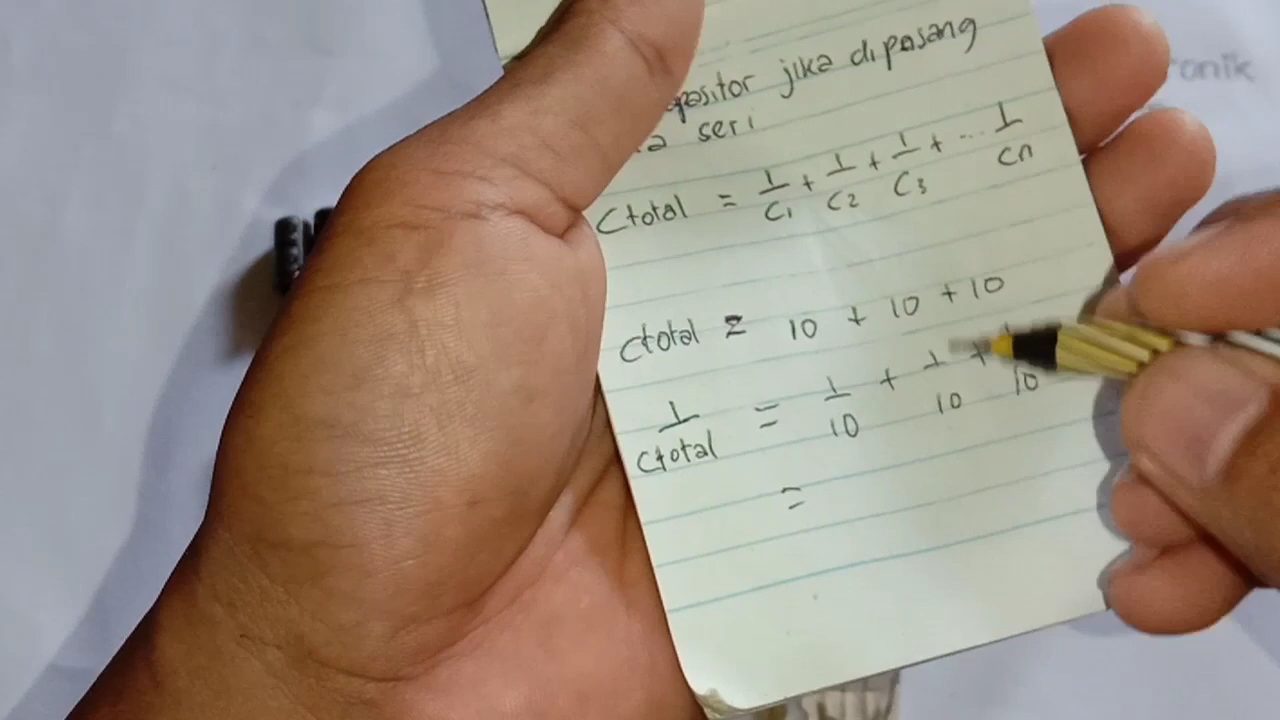 jika dipasang
seri
Ctotal = 1/C1 + 1/C2 + 1/C3 + ... 1/Cn
Ctotal = 10 + 10 + 10
1/Ctotal = 1/10 + 1/10 + 1/10
=